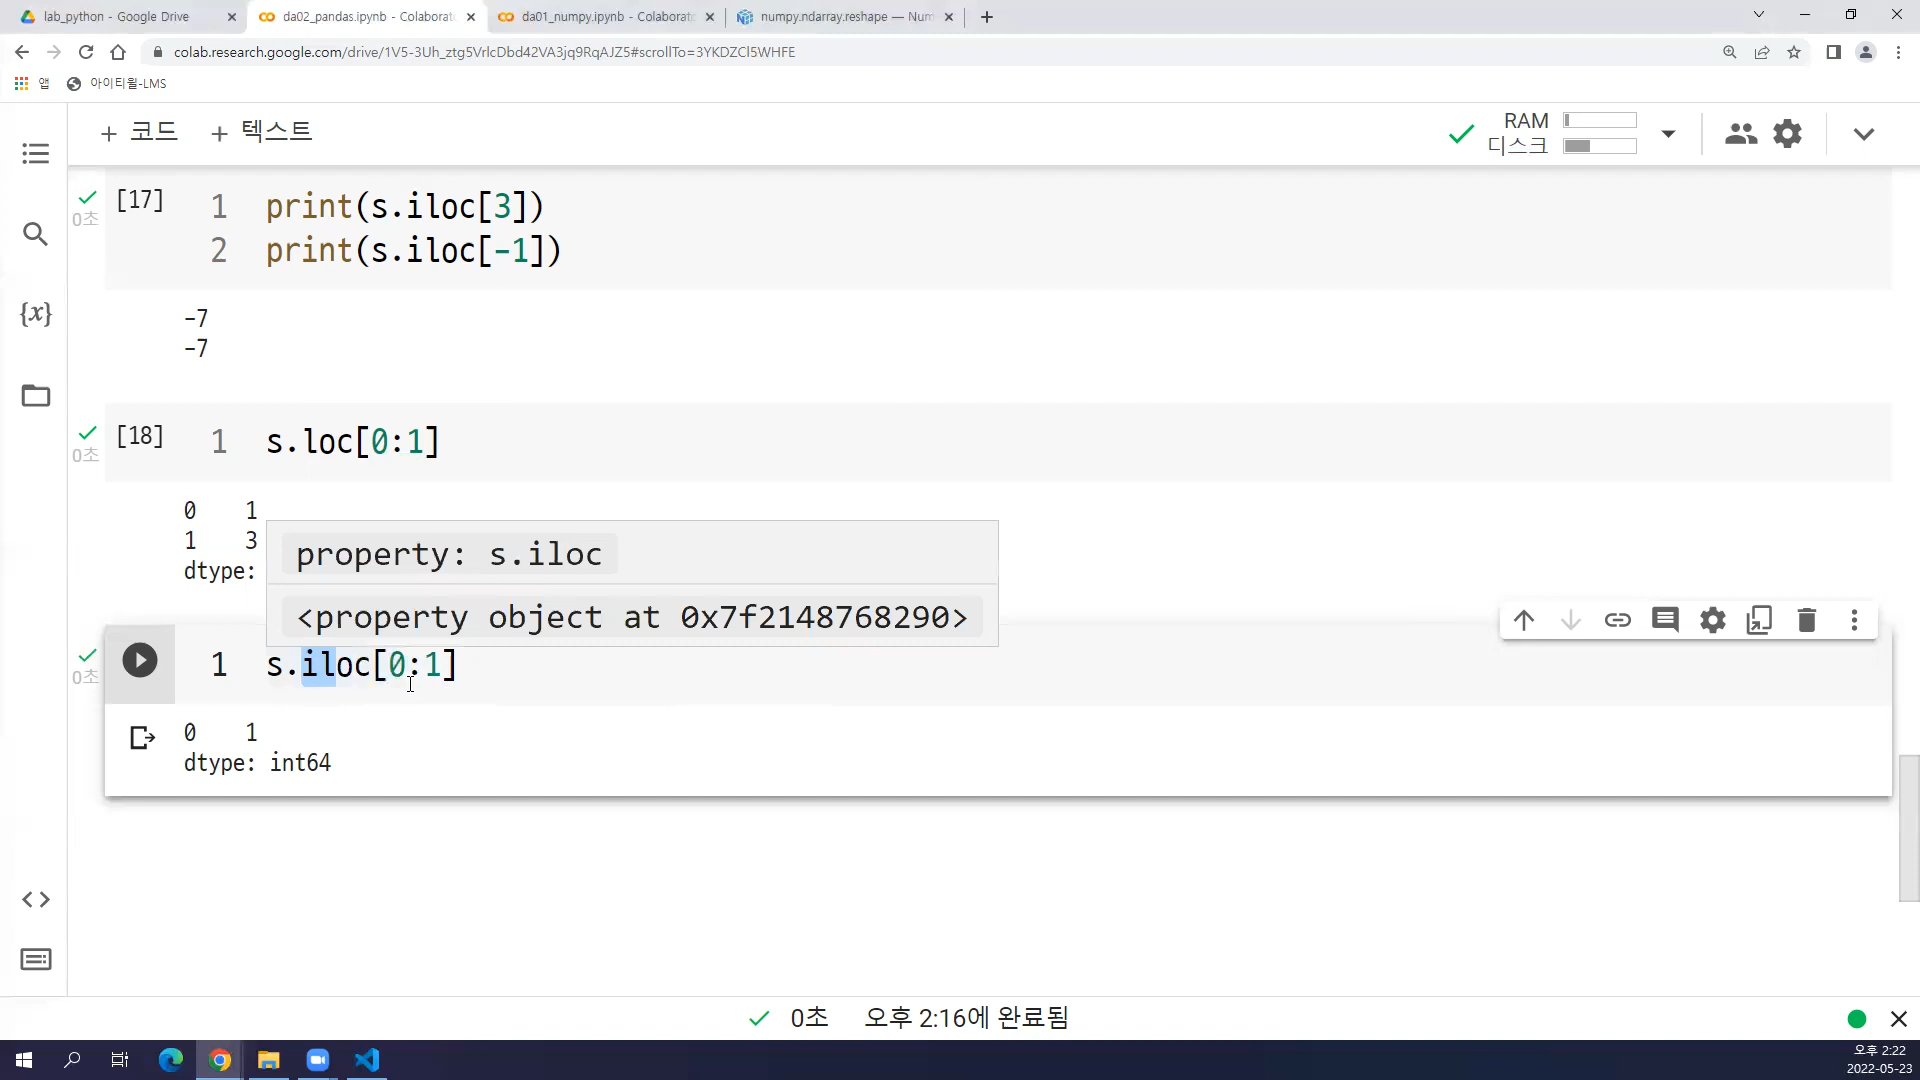 lab_python - Google Drive
da02_pandas.ipynb - Colaborat
da01_numpy.ipynb - Colaborate
numpy.ndarray.reshape — Num
colab.research.google.com/drive/1V5-3Uh_ztg5VrlcDbd42VA3jq9RqAJZ5#scrollTo=3YKDZCl5WHFE
앱 아이티윌-LMS
+ 코드 + 텍스트
RAM
디스크
[17]
0초
1 print(s.iloc[3])
2 print(s.iloc[-1])
-7
-7
[18]
0초
1 s.loc[0:1]
0 1
1 3
dtype:
property: s.iloc
<property object at 0x7f2148768290>
0초
1 s.iloc[0:1]
0 1
dtype: int64
{x}
0초 오후 2:16에 완료됨
오후 2:22
2022-05-23